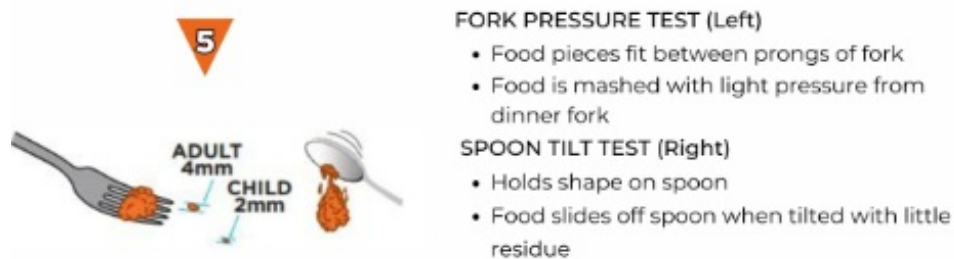 5
ADULT
4mm
CHILD
2mm
FORK PRESSURE TEST (Left)
• Food pieces fit between prongs of fork
• Food is mashed with light pressure from
dinner fork
SPOON TILT TEST (Right)
• Holds shape on spoon
• Food slides off spoon when tilted with little
residue